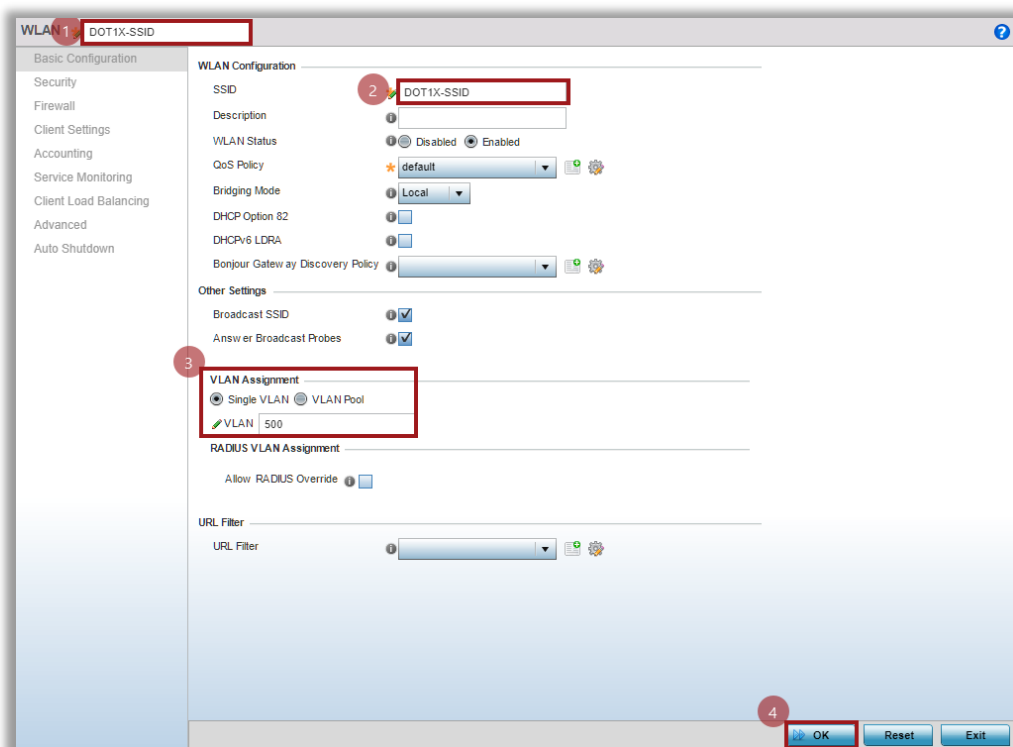 WLAN 1 DOT1X-SSID
Basic Configuration
Security
Firewall
Client Settings
Accounting
Service Monitoring
Client Load Balancing
Advanced
Auto Shutdown
WLAN Configuration
SSID 2 DOT1X-SSID
Description
WLAN Status Disabled Enabled
QoS Policy default
Bridging Mode Local
DHCP Option 82
DHCPv6 LDRA
Bonjour Gateway Discovery Policy
Other Settings
Broadcast SSID
Answer Broadcast Probes
3
VLAN Assignment
Single VLAN VLAN Pool
VLAN 500
RADIUS VLAN Assignment
Allow RADIUS Override
URL Filter
URL Filter
4
OK Reset Exit